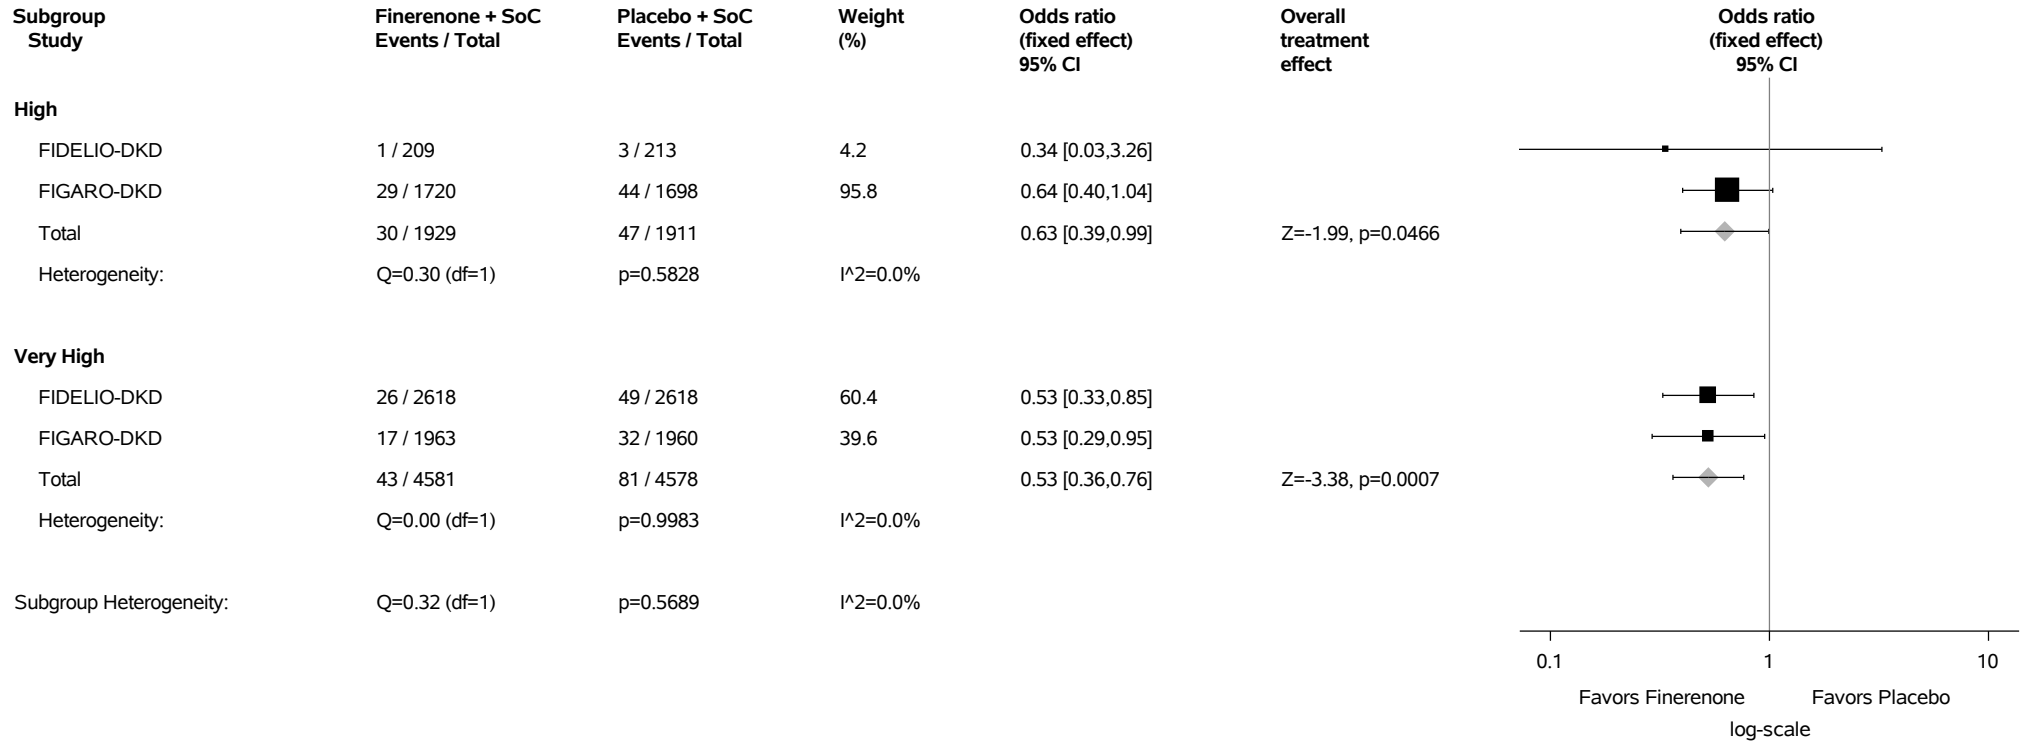 Subgroup Finerenone + SoC Placebo + SoC Weight Odds ratio Overall Odds ratio
Study Events / Total Events / Total (%) (fixed effect) treatment (fixed effect)
95% CI effect 95% CI
High
FIDELIO-DKD 1 / 209 3 / 213 4.2 0.34 [0.03,3.26]
FIGARO-DKD 29 / 1720 44 / 1698 95.8 0.64 [0.40,1.04]
Total 30 / 1929 47 / 1911 0.63 [0.39,0.99] Z=-1.99, p=0.0466
Heterogeneity: Q=0.30 (df=1) p=0.5828 I^2=0.0%
Very High
FIDELIO-DKD 26 / 2618 49 / 2618 60.4 0.53 [0.33,0.85]
FIGARO-DKD 17 / 1963 32 / 1960 39.6 0.53 [0.29,0.95]
Total 43 / 4581 81 / 4578 0.53 [0.36,0.76] Z=-3.38, p=0.0007
Heterogeneity: Q=0.00 (df=1) p=0.9983 I^2=0.0%
Subgroup Heterogeneity: Q=0.32 (df=1) p=0.5689 I^2=0.0%
0.1 1 10
Favors Finerenone Favors Placebo
log-scale